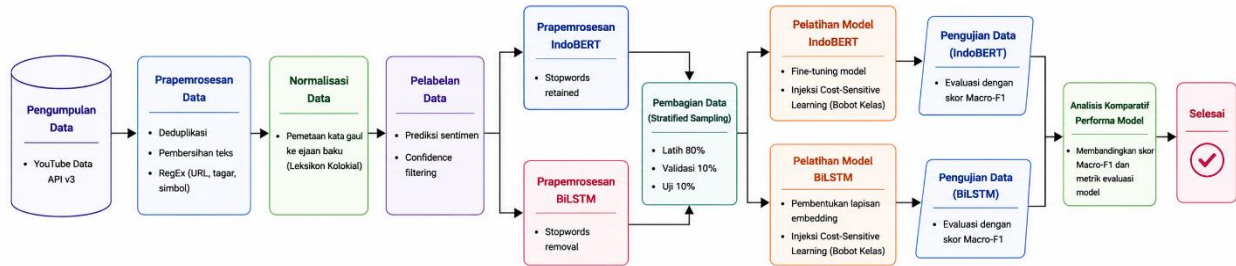 Pengumpulan
Data
• YouTube Data
API v3
Prapemrosesan
Data
• Deduplikasi
• Pembersihan teks
• RegEx (URL, tagar,
simbol)
Normalisasi
Data
• Pemetaan kata gaul
ke ejaan baku
(Leksikon Kolokial)
Pelabelan
Data
• Prediksi sentimen
• Confidence
filtering
Prapemrosesan
IndoBERT
• Stopwords
retained
Prapemrosesan
BiLSTM
• Stopwords
removal
Pembagian Data
(Stratified Sampling)
• Latih 80%
• Validasi 10%
• Uji 10%
Pelatihan Model
IndoBERT
• Fine-tuning model
• Injeksi Cost-Sensitive
Learning (Bobot Kelas)
Pelatihan Model
BiLSTM
• Pembentukan lapisan
embedding
• Injeksi Cost-Sensitive
Learning (Bobot Kelas)
Pengujian Data
(IndoBERT)
• Evaluasi dengan
skor Macro-F1
Pengujian Data
(BiLSTM)
• Evaluasi dengan
skor Macro-F1
Analisis Komparatif
Performa Model
• Membandingkan skor
Macro-F1 dan
metrik evaluasi
model
Selesai